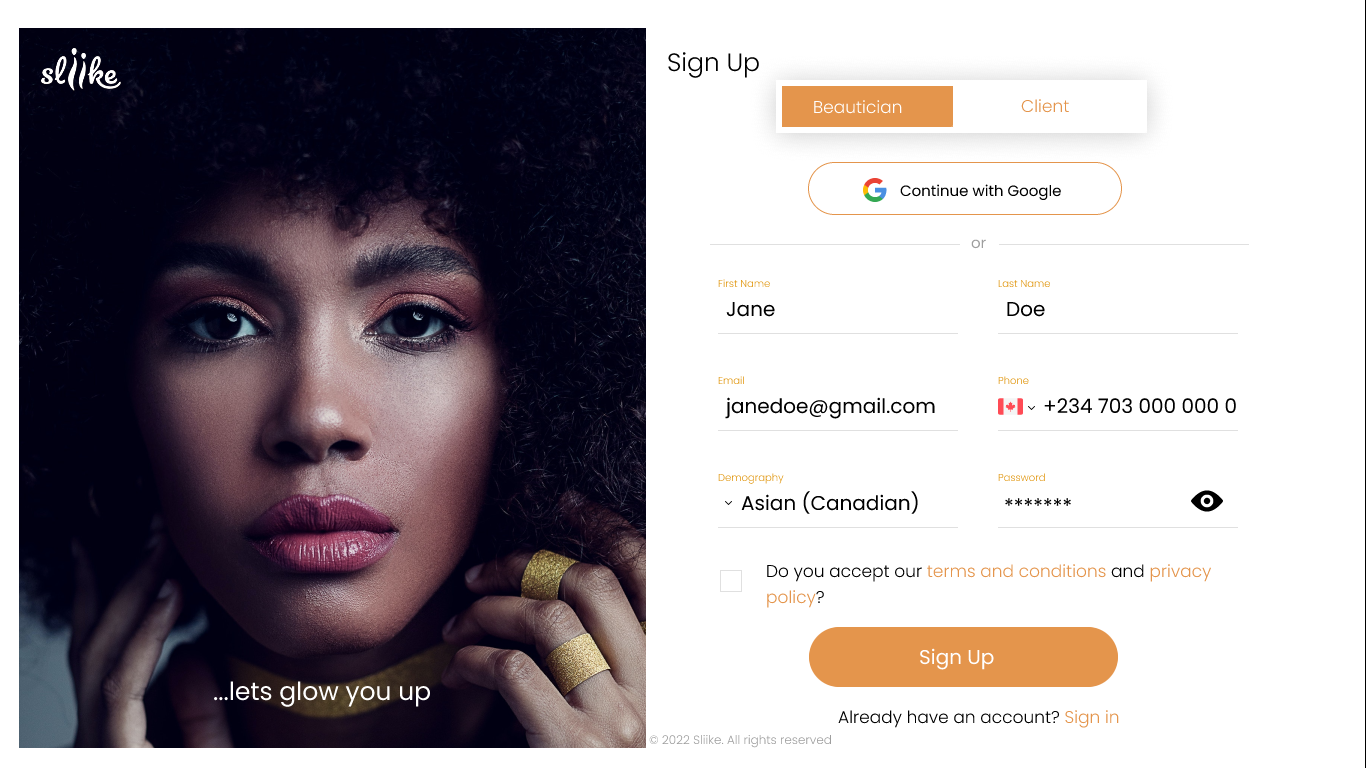 sliike
...lets glow you up
Sign Up
Beautician
Client
Continue with Google
or
First Name
Last Name
Jane
Doe
Email
Phone
janedoe@gmail.com
+234 703 000 000 0
Demography
Password
Asian (Canadian)
*******
Do you accept our terms and conditions and privacy
policy?
Sign Up
Already have an account? Sign in
© 2022 Sliike. All rights reserved